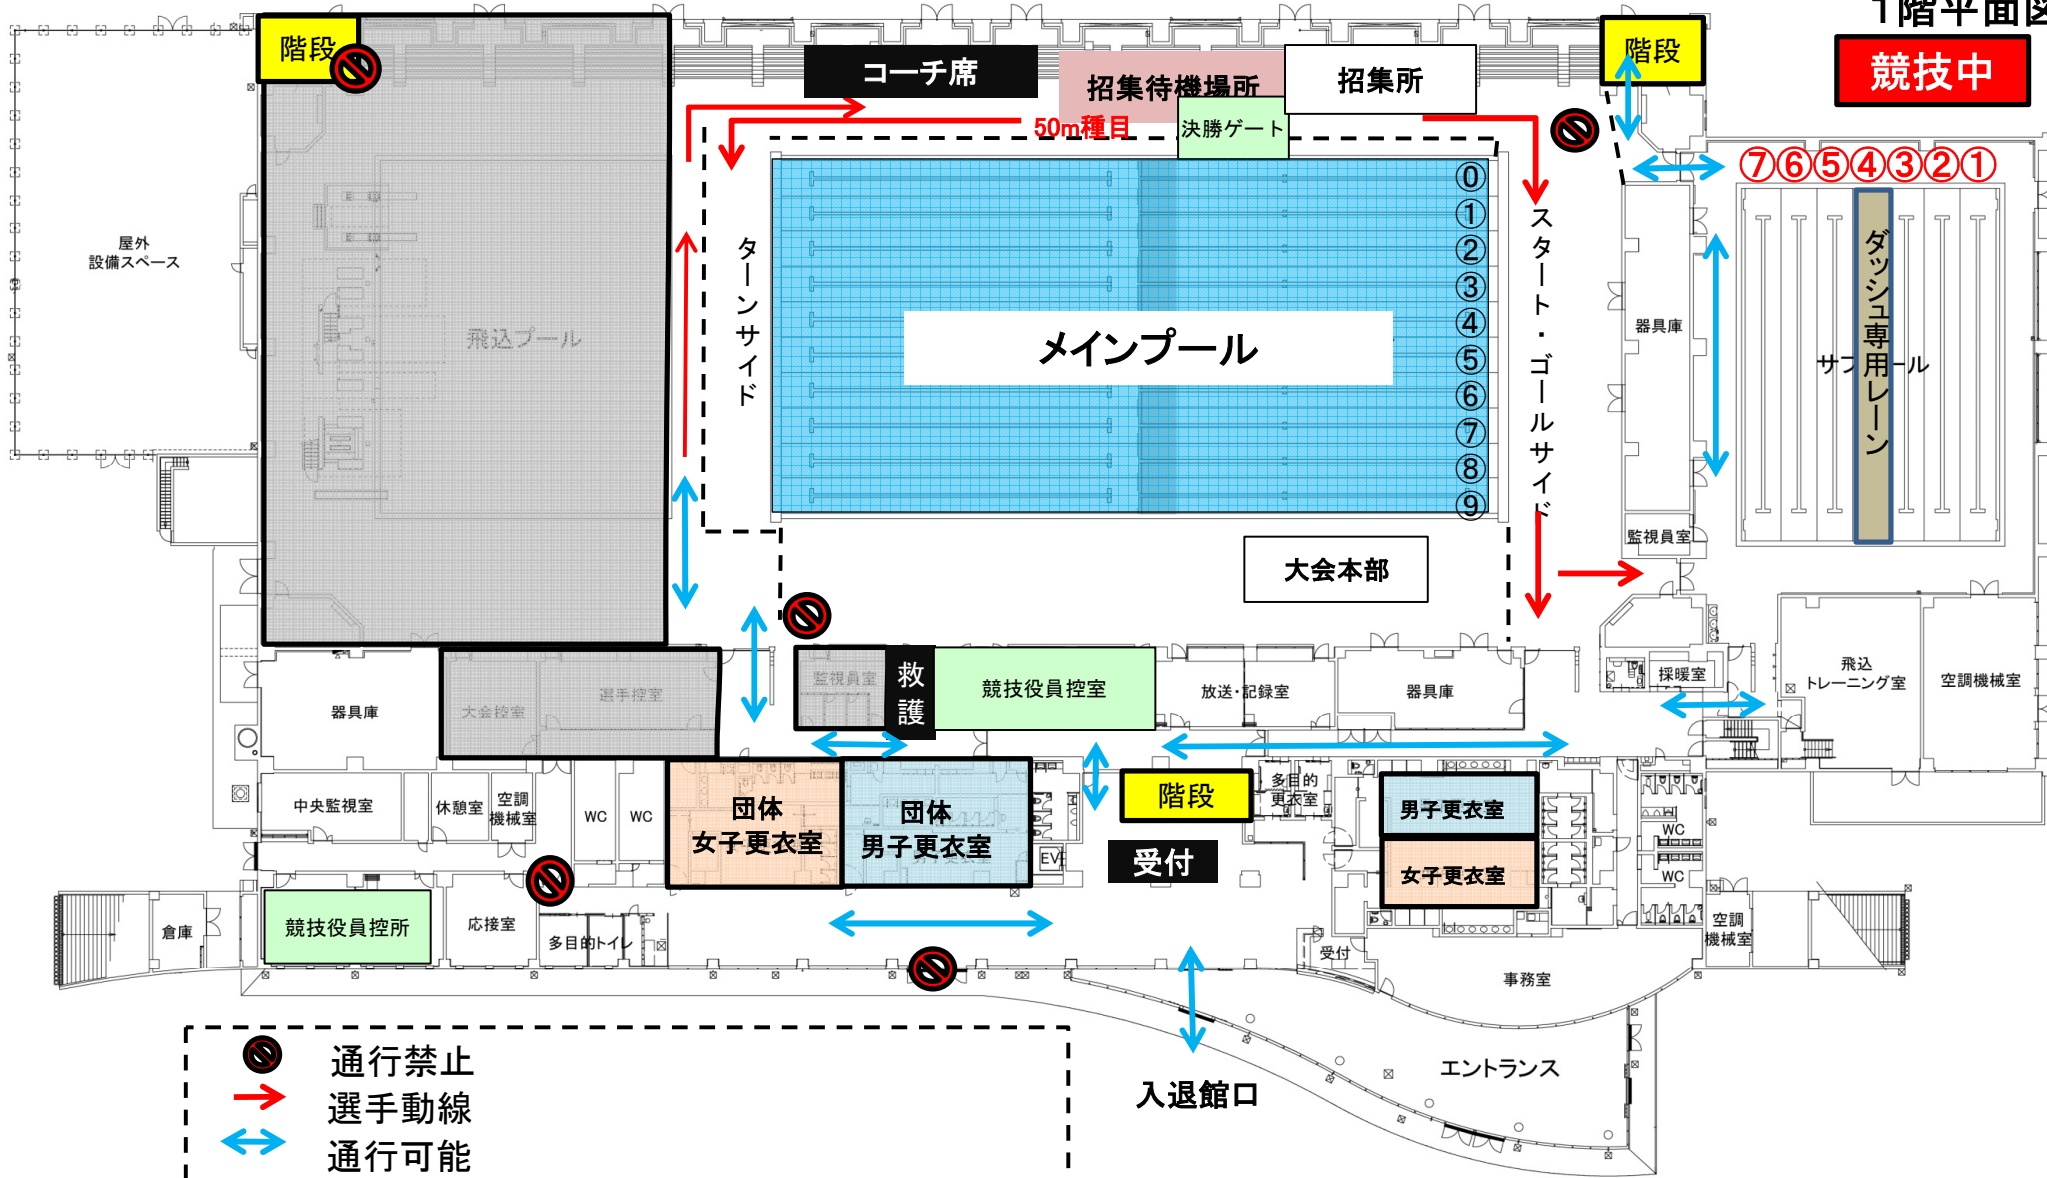 1階平面図
競技中
階段
コーチ席
招集待機場所
招集所
階段
50m種目
決勝ゲート
⑦⑥⑤④③②①
屋外
設備スペース
飛込プール
ターンサイド
メインプール
⓪
①
②
③
④
⑤
⑥
⑦
⑧
⑨
スタート・ゴールサイド
器具庫
サブプール
ダッシュ専用レーン
監視員室
大会本部
器具庫
大会控室
選手控室
監視員室
救護
競技役員控室
放送・記録室
器具庫
採暖室
飛込
トレーニング室
空調機械室
中央監視室
休憩室
空調
機械室
WC
WC
団体
女子更衣室
団体
男子更衣室
EV
階段
受付
多目的
更衣室
男子更衣室
女子更衣室
WC
WC
倉庫
競技役員控所
応接室
多目的トイレ
受付
事務室
空調
機械室
エントランス
入退館口
通行禁止
選手動線
通行可能